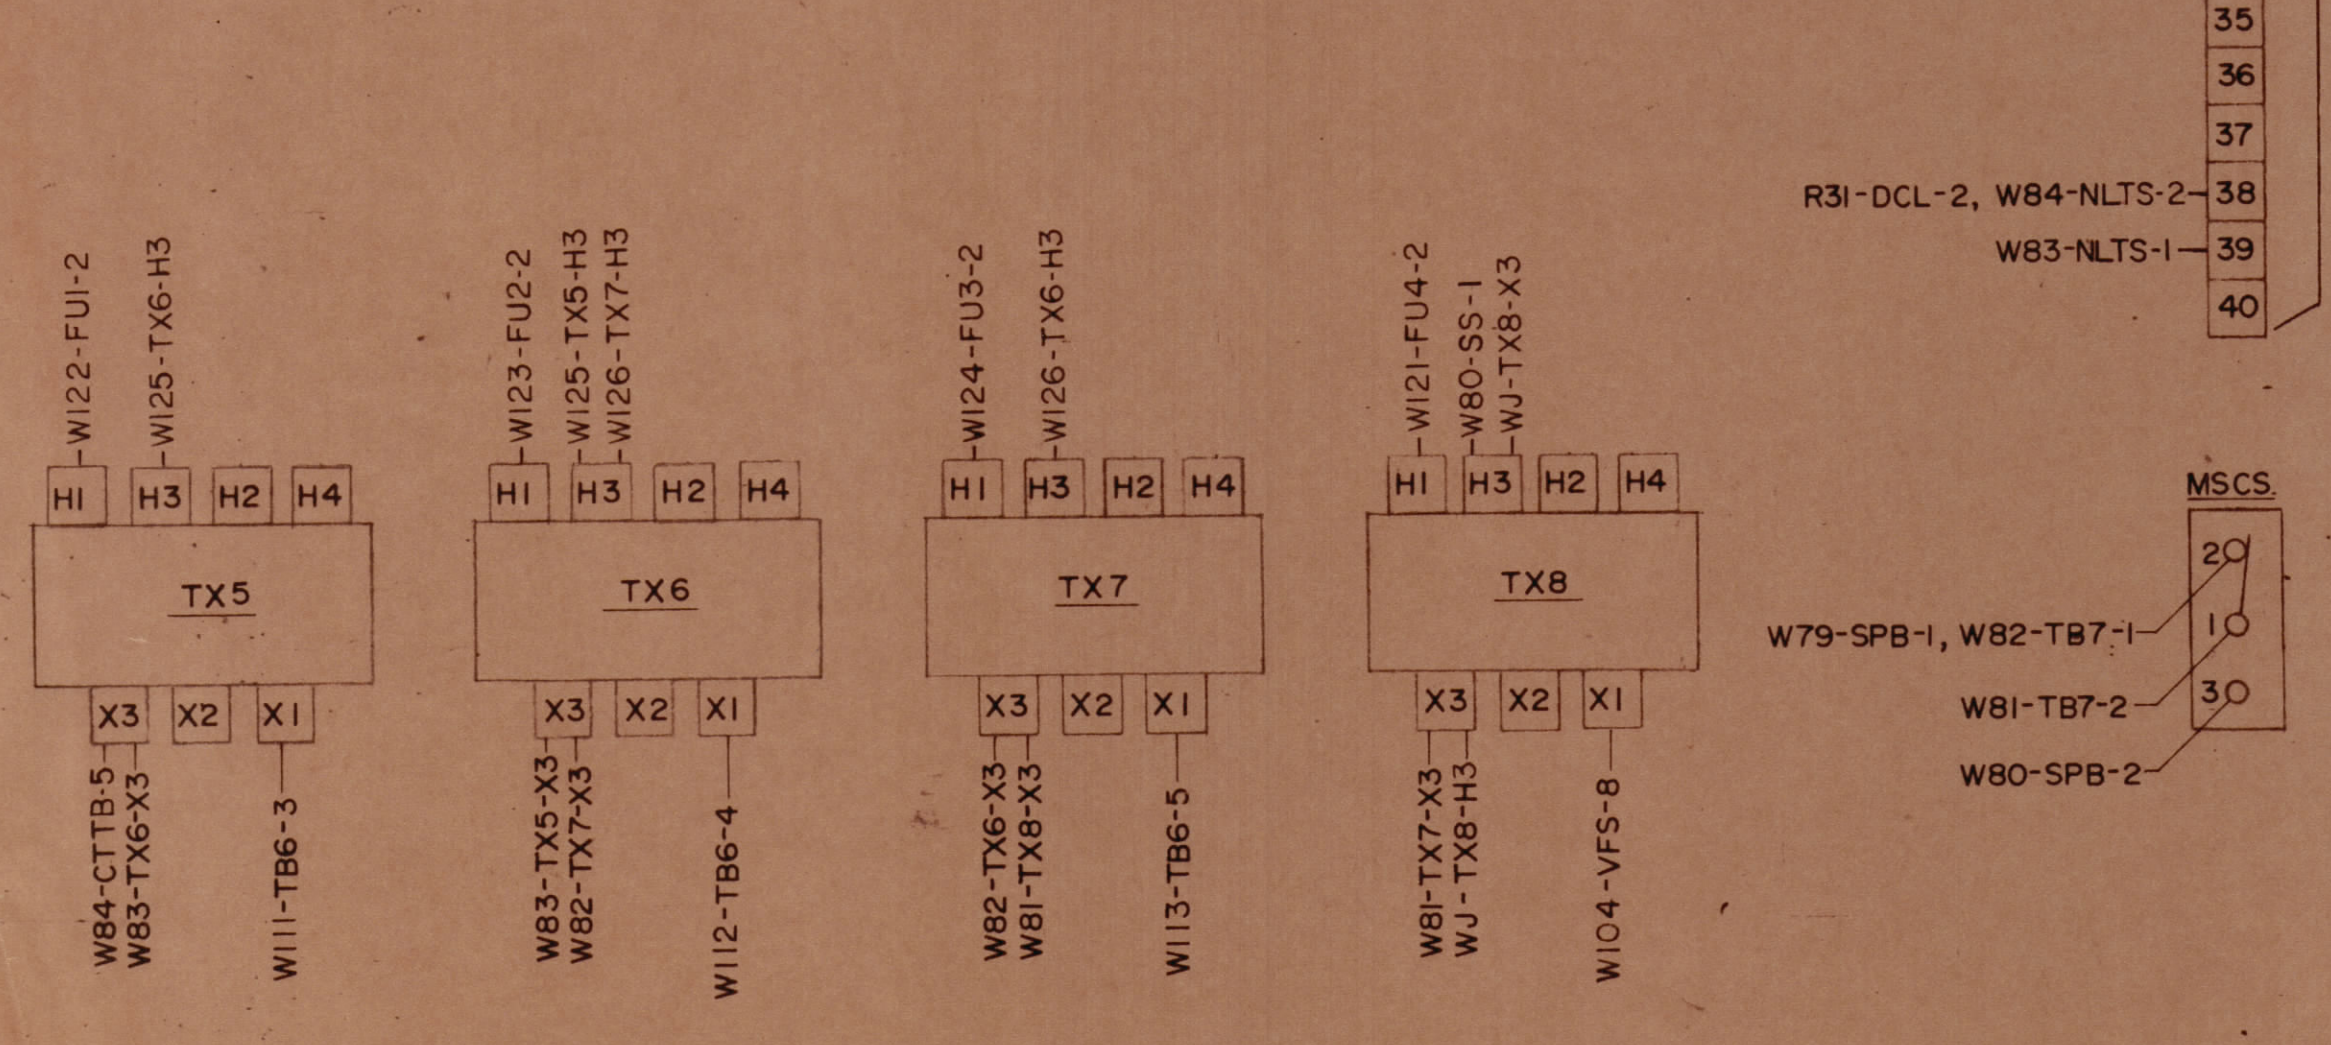 35
36
37
R31-DCL-2, W84-NLTS-2 38
W83-NLTS-1 39
40
W122-FU1-2
W125-TX6-H3
H1 H3 H2 H4
TX5
X3 X2 X1
W84-CTTB-5
W83-TX6-X3
W111-TB6-3
W123-FU2-2
W125-TX5-H3
W126-TX7-H3
H1 H3 H2 H4
TX6
X3 X2 X1
W83-TX5-X3
W82-TX7-X3
W112-TB6-4
W124-FU3-2
W126-TX6-H3
H1 H3 H2 H4
TX7
X3 X2 X1
W82-TX6-X3
W81-TX8-X3
W113-TB6-5
W121-FU4-2
W80-SS-1
WJ-TX8-X3
H1 H3 H2 H4
TX8
X3 X2 X1
W81-TX7-X3
WJ-TX8-H3
W104-VFS-8
MSCS.
2
1
3
W79-SPB-1, W82-TB7-1
W81-TB7-2
W80-SPB-2